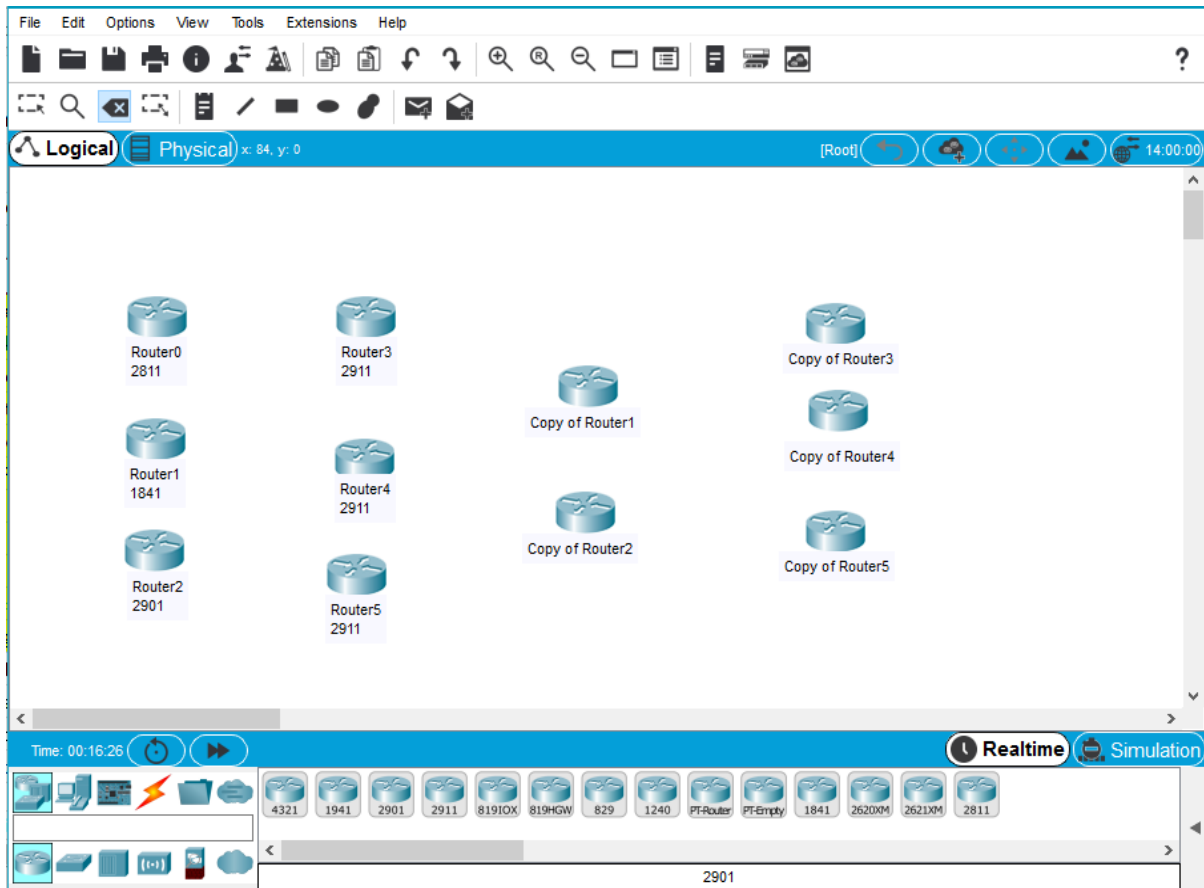 File Edit Options View Tools Extensions Help
?
Logical Physical x: 84, y: 0 [Root] 14:00:00
Router0
2811
Router3
2911
Copy of Router3
Copy of Router1
Router1
1841
Router4
2911
Copy of Router4
Router2
2901
Copy of Router2
Router5
2911
Copy of Router5
Time: 00:16:26 Realtime Simulation
4321 1941 2901 2911 819IOX 819HGW 829 1240 PT-Router PT-Empty 1841 2620XM 2621XM 2811
2901